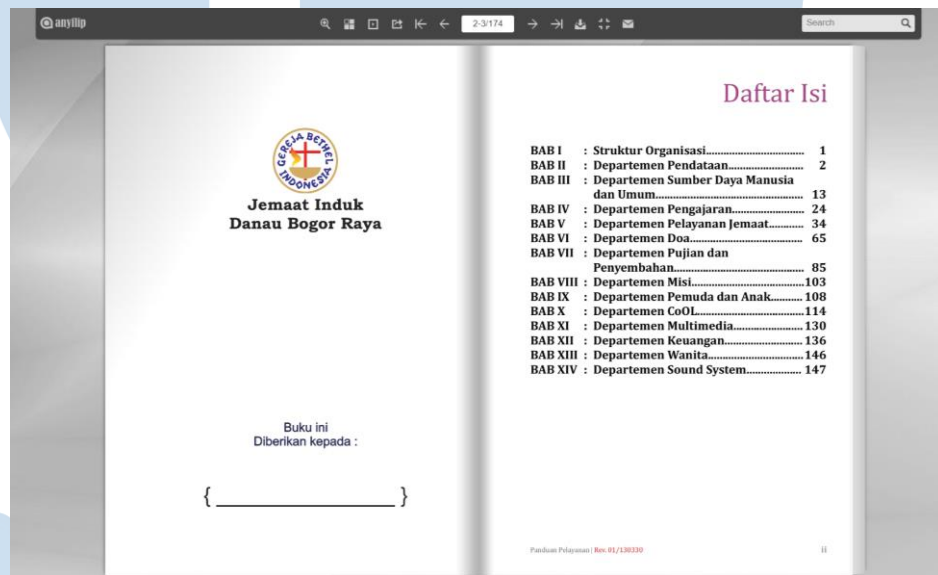 anyflip
2-3/174
Search
GEREJA BETHEL INDONESIA
Jemaat Induk
Danau Bogor Raya
Buku ini
Diberikan kepada :
{ ____________________ }
Daftar Isi
BAB I : Struktur Organisasi.................................. 1
BAB II : Departemen Pendataan.......................... 2
BAB III : Departemen Sumber Daya Manusia
dan Umum................................................... 13
BAB IV : Departemen Pengajaran......................... 24
BAB V : Departemen Pelayanan Jemaat............ 34
BAB VI : Departemen Doa....................................... 65
BAB VII : Departemen Pujian dan
Penyembahan............................................. 85
BAB VIII : Departemen Misi.......................................103
BAB IX : Departemen Pemuda dan Anak...........108
BAB X : Departemen CoOL.....................................114
BAB XI : Departemen Multimedia........................130
BAB XII : Departemen Keuangan...........................136
BAB XIII : Departemen Wanita.................................146
BAB XIV : Departemen Sound System................... 147
Panduan Pelayanan | Rev. 01/130330 ii